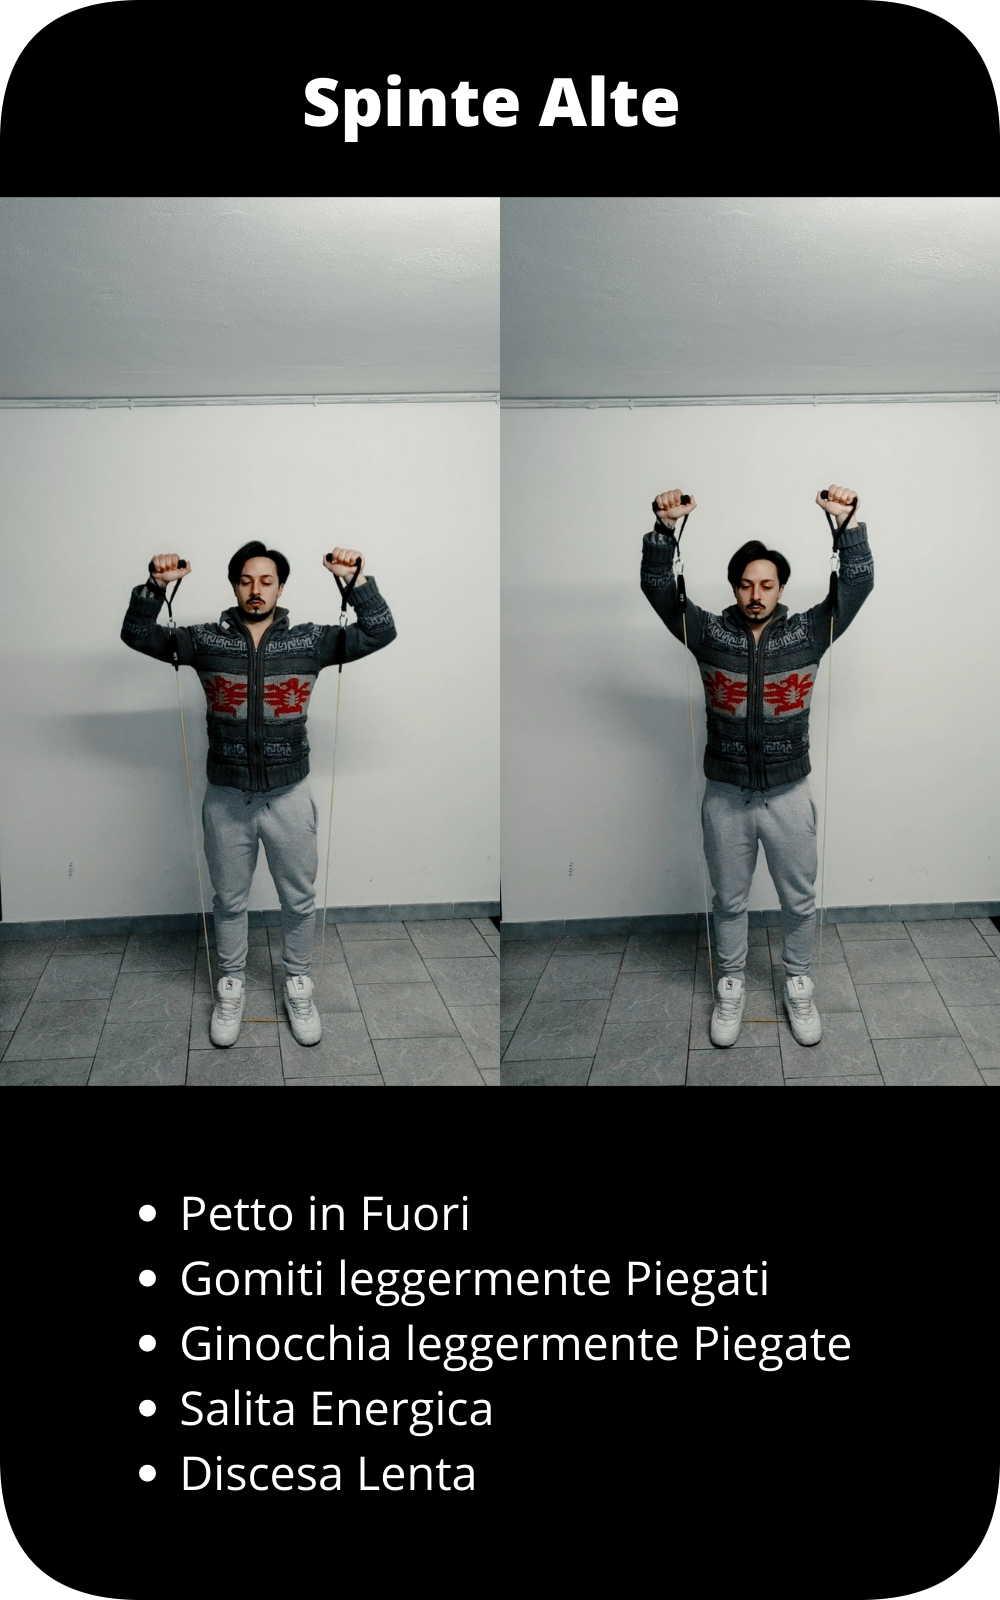 Spinte Alte
• Petto in Fuori
• Gomiti leggermente Piegati
• Ginocchia leggermente Piegate
• Salita Energica
• Discesa Lenta